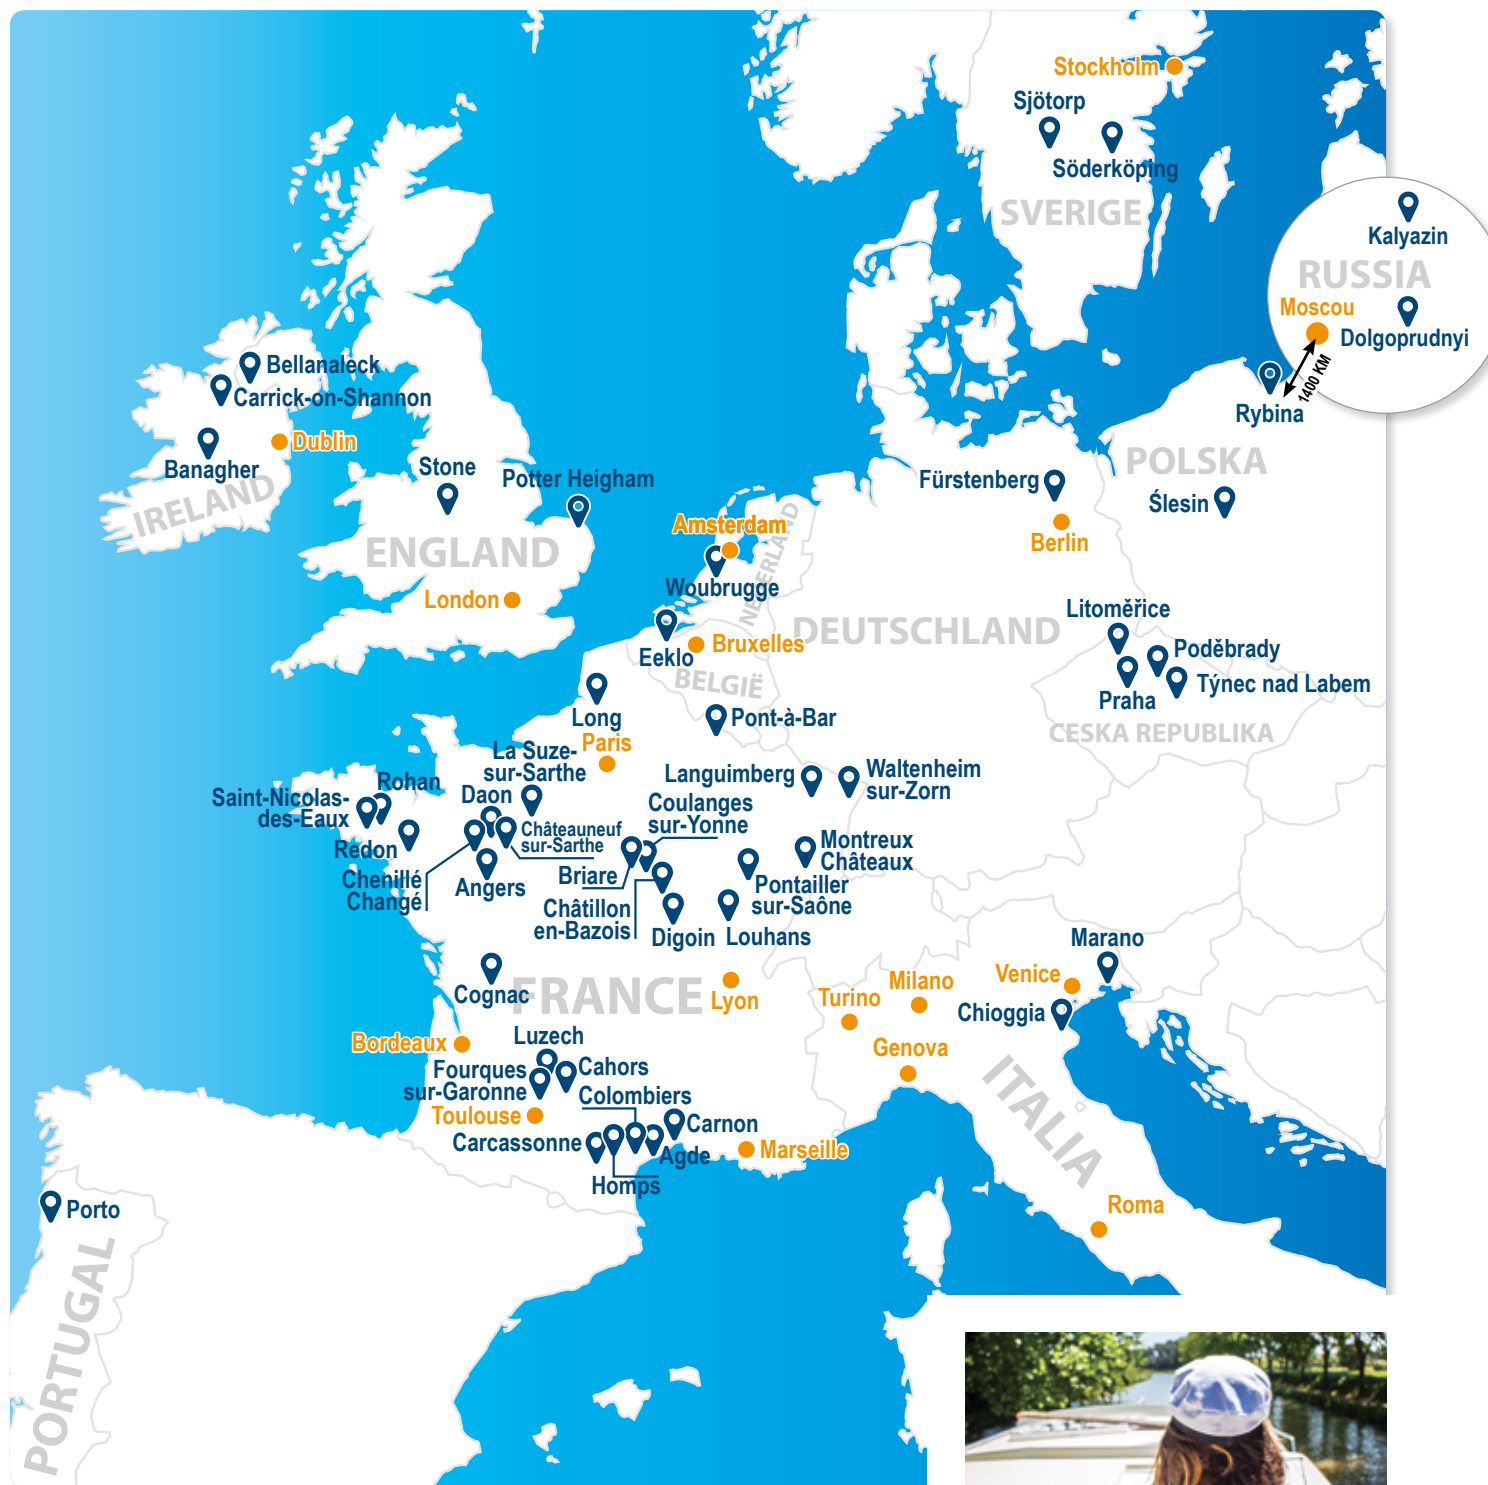 Stockholm
Sjötorp
Söderköping
SVERIGE
Kalyazin
RUSSIA
Moscou
Dolgoprudnyi
1400 KM
Rybina
Bellanaleck
Carrick-on-Shannon
Dublin
Banagher
IRELAND
Stone
Potter Heigham
ENGLAND
London
Amsterdam
Woubrugge
NEDERLAND
Fürstenberg
Berlin
POLSKA
Ślesin
Eeklo
Bruxelles
BELGIË
DEUTSCHLAND
Litoměřice
Poděbrady
Praha
Týnec nad Labem
CESKA REPUBLIKA
Long
Pont-à-Bar
Paris
La Suze-
sur-Sarthe
Languimberg
Waltenheim
sur-Zorn
Rohan
Saint-Nicolas-
des-Eaux
Daon
Châteauneuf
sur-Sarthe
Coulanges
sur-Yonne
Redon
Chenillé
Changé
Angers
Briare
Châtillon
en-Bazois
Digoin
Louhans
Pontailler
sur-Saône
Montreux
Châteaux
Cognac
FRANCE
Lyon
Turino
Milano
Venice
Marano
Chioggia
Genova
ITALIA
Bordeaux
Luzech
Fourques
sur-Garonne
Cahors
Colombiers
Toulouse
Carcassonne
Carnon
Agde
Homps
Marseille
Roma
Porto
PORTUGAL